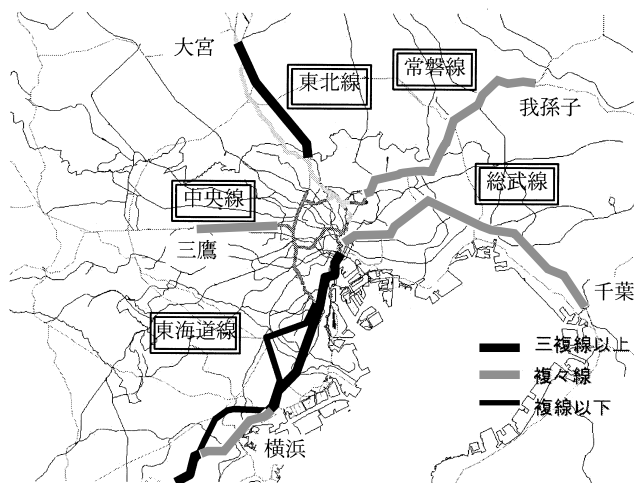 大宮
東北線
常磐線
我孫子
中央線
総武線
三鷹
千葉
東海道線
三複線以上
複々線
複線以下
横浜